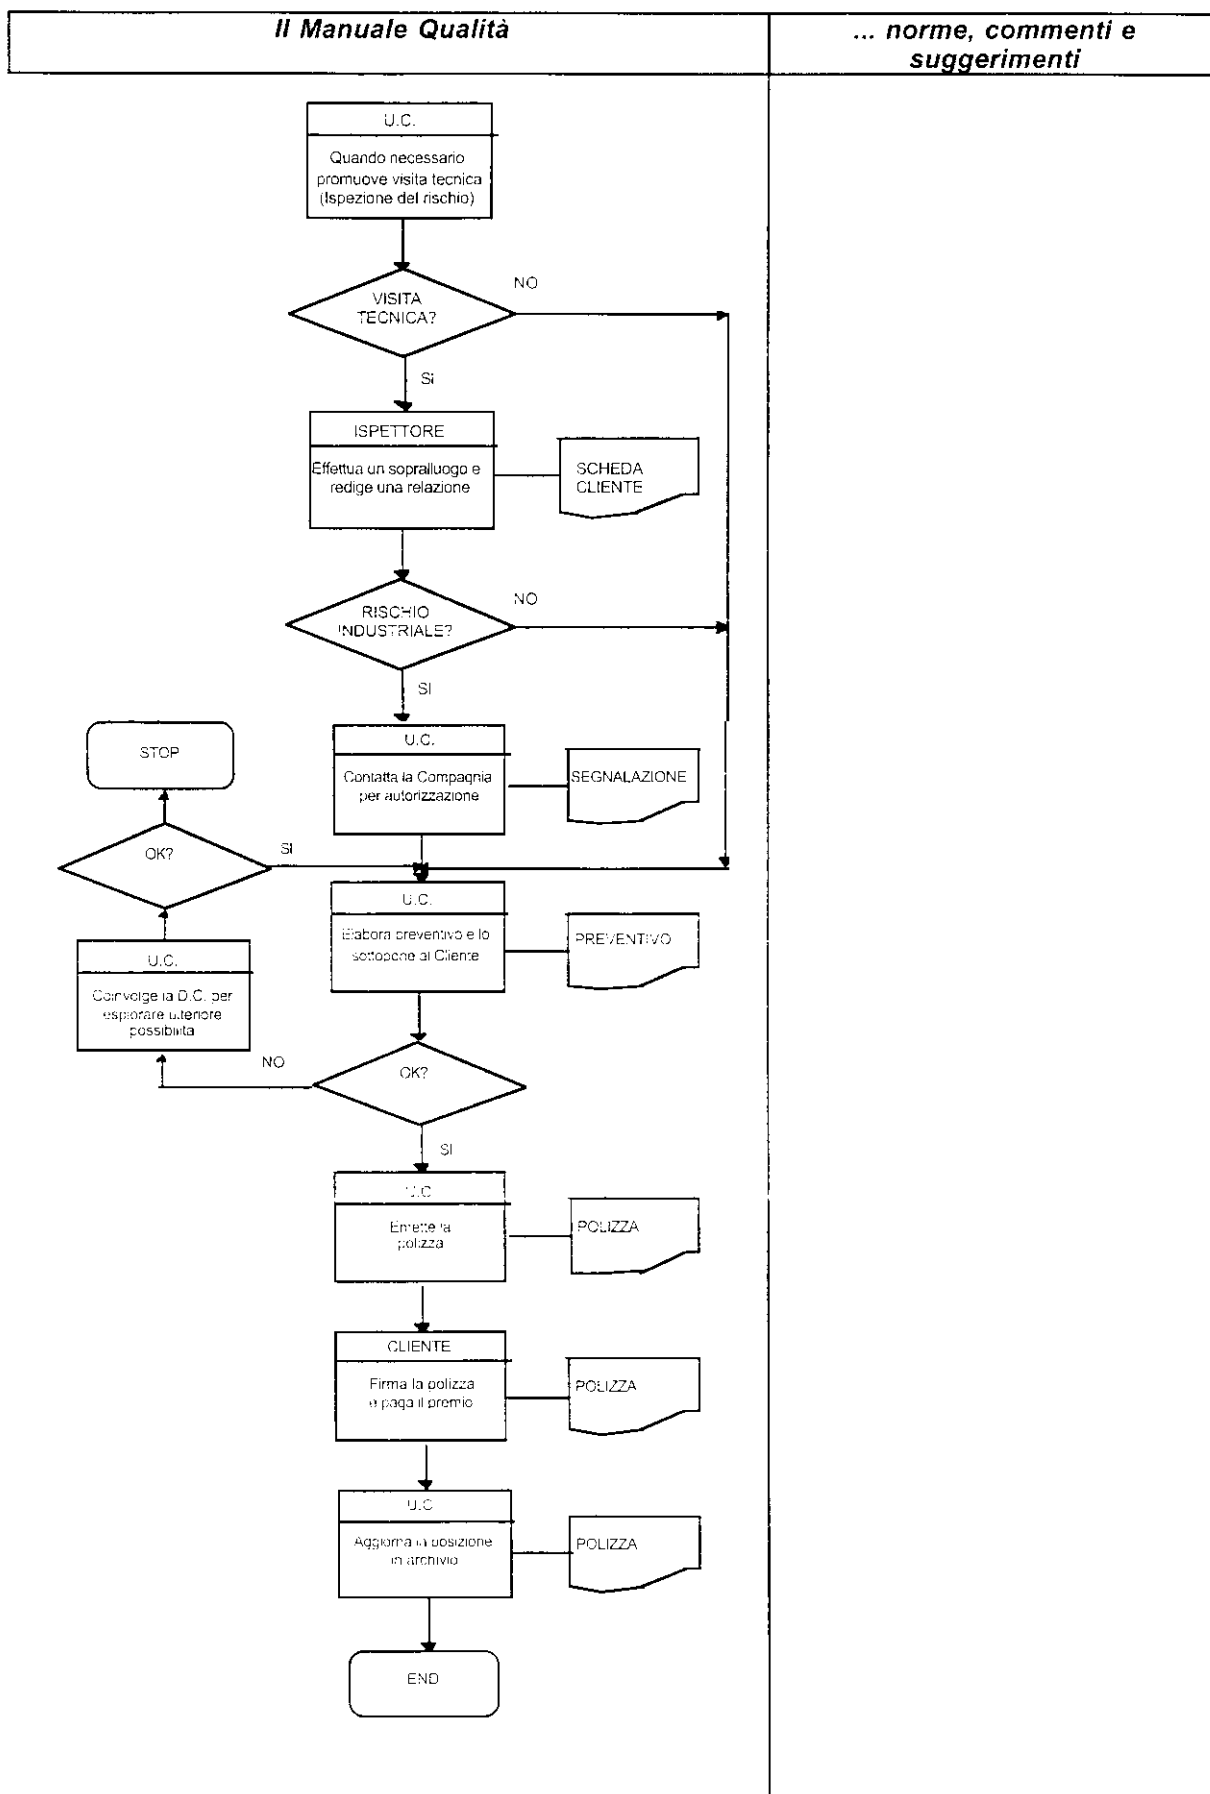 Il Manuale Qualità
... norme, commenti e
suggerimenti
U.C.
Quando necessario
promuove visita tecnica
(Ispezione del rischio)
VISITA
TECNICA?
NO
Si
ISPETTORE
Effettua un sopralluogo e
redige una relazione
SCHEDA
CLIENTE
RISCHIO
INDUSTRIALE?
NO
SI
U.C.
Contatta la Compagnia
per autorizzazione
SEGNALAZIONE
STOP
OK?
SI
U.C.
Elabora preventivo e lo
sottopone al Cliente
PREVENTIVO
U.C.
Coinvolge la D.C. per
esplorare ulteriore
possibilita
NO
OK?
SI
U.C
Emette la
polizza
POLIZZA
CLIENTE
Firma la polizza
e paga il premio
POLIZZA
U.C
Aggiorna la posizione
in archivio
POLIZZA
END